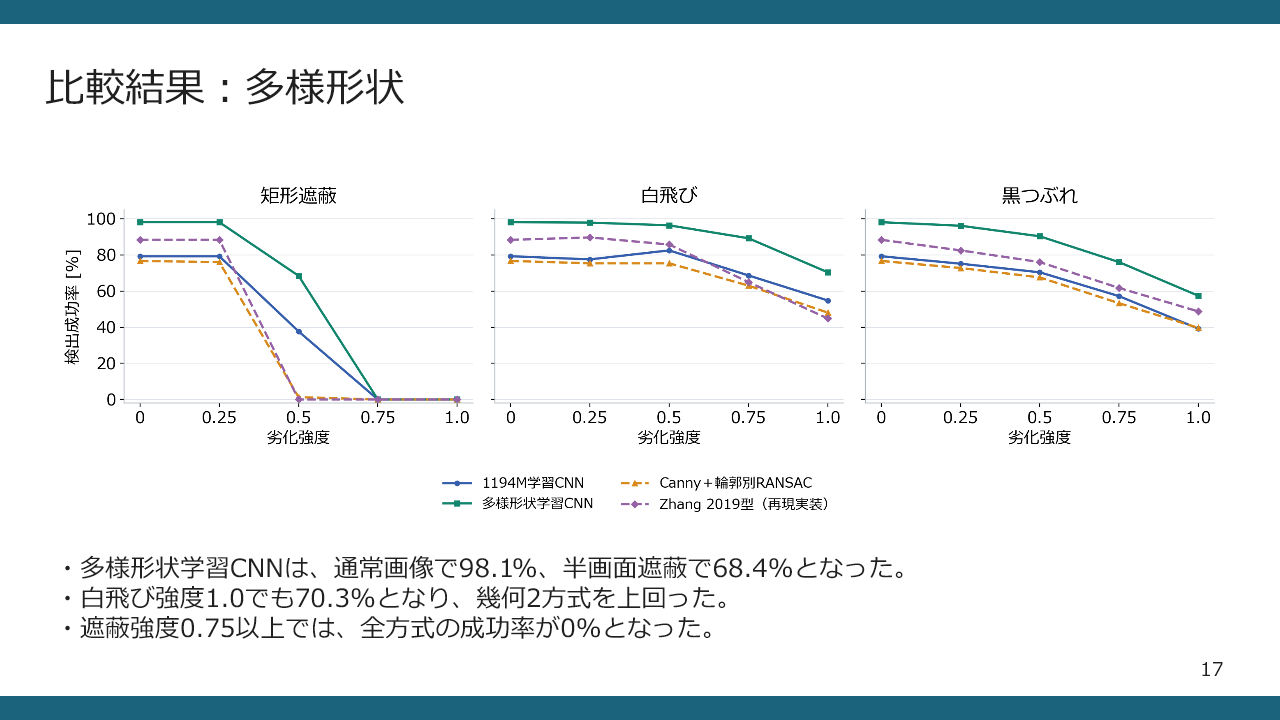 比較結果：多様形状
矩形遮蔽
白飛び
黒つぶれ
検出成功率 [%]
100
80
60
40
20
0
0 0.25 0.5 0.75 1.0
0 0.25 0.5 0.75 1.0
0 0.25 0.5 0.75 1.0
劣化強度
劣化強度
劣化強度
1194M学習CNN
多様形状学習CNN
Canny＋輪郭別RANSAC
Zhang 2019型（再現実装）
・多様形状学習CNNは、通常画像で98.1%、半画面遮蔽で68.4%となった。
・白飛び強度1.0でも70.3%となり、幾何2方式を上回った。
・遮蔽強度0.75以上では、全方式の成功率が0%となった。
17